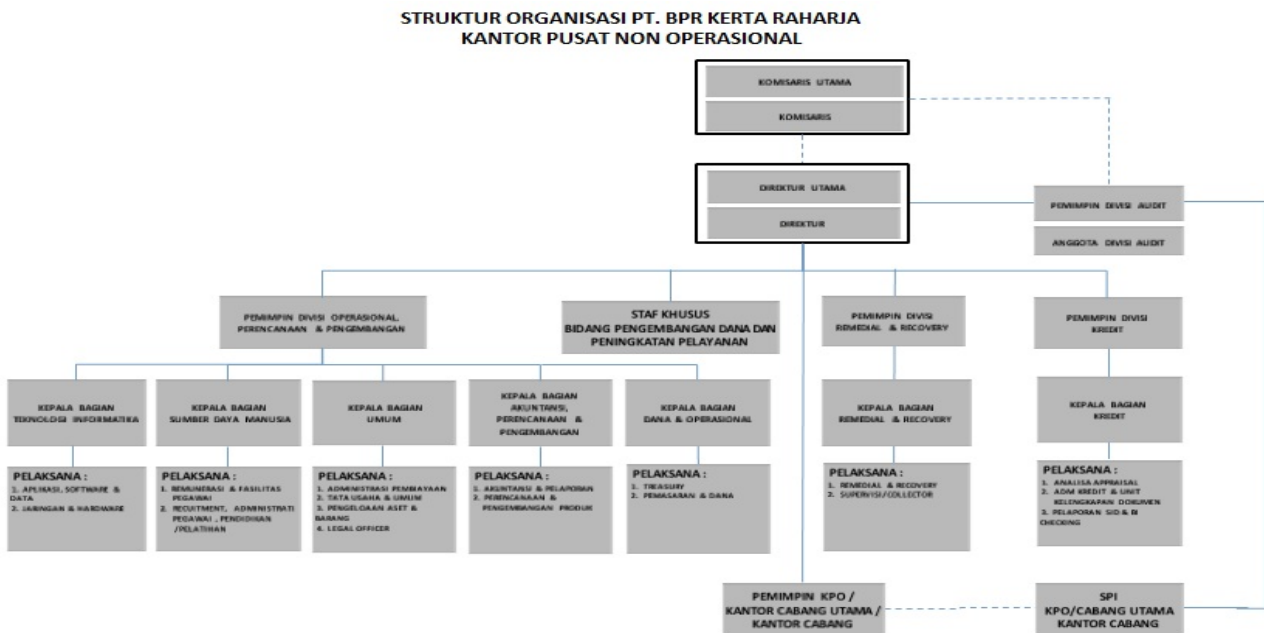 STRUKTUR ORGANISASI PT. BPR KERTA RAHARJA
KANTOR PUSAT NON OPERASIONAL
KOMISARIS UTAMA
KOMISARIS
DIREKTUR UTAMA
DIREKTUR
PEMIMPIN DIVISI AUDIT
ANGGOTA DIVISI AUDIT
PEMIMPIN DIVISI OPERASIONAL,
PERENCANAAN & PENGEMBANGAN
STAF KHUSUS
BIDANG PENGEMBANGAN DANA DAN
PENINGKATAN PELAYANAN
PEMIMPIN DIVISI
REMEDIAL & RECOVERY
PEMIMPIN DIVISI
KREDIT
KEPALA BAGIAN
TEKNOLOGI INFORMATIKA
KEPALA BAGIAN
SUMBER DAYA MANUSIA
KEPALA BAGIAN
UMUM
KEPALA BAGIAN
AKUNTANSI,
PERENCANAAN &
PENGEMBANGAN
KEPALA BAGIAN
DANA & OPERASIONAL
KEPALA BAGIAN
REMEDIAL & RECOVERY
KEPALA BAGIAN
KREDIT
PELAKSANA :
1. APLIKASI, SOFTWARE &
DATA
2. JARINGAN & HARDWARE
PELAKSANA :
1. REMUNERASI & FASILITAS
PEGAWAI
2. RECUITMENT, ADMINISTRATI
PEGAWAI , PENDIDIKAN
/PELATIHAN
PELAKSANA :
1. ADMINISTRASI PEMBIAYAAN
2. TATA USAHA & UMUM
3. PENGELOAAN ASET &
BARANG
4. LEGAL OFFICER
PELAKSANA :
1. AKUNTANSI & PELAPORAN
2. PERENCANAAN &
PENGEMBANGAN PRODUK
PELAKSANA :
1. TREASURY
2. PEMASARAN & DANA
PELAKSANA :
1. REMEDIAL & RECOVERY
2. SUPERVISI/COLLECTOR
PELAKSANA :
1. ANALISA APPRAISAL
2. ADM KREDIT & UNIT
KELENGKAPAN DOKUMEN
3. PELAPORAN SID & BI
CHECKING
PEMIMPIN KPO /
KANTOR CABANG UTAMA /
KANTOR CABANG
SPI
KPO/CABANG UTAMA
KANTOR CABANG